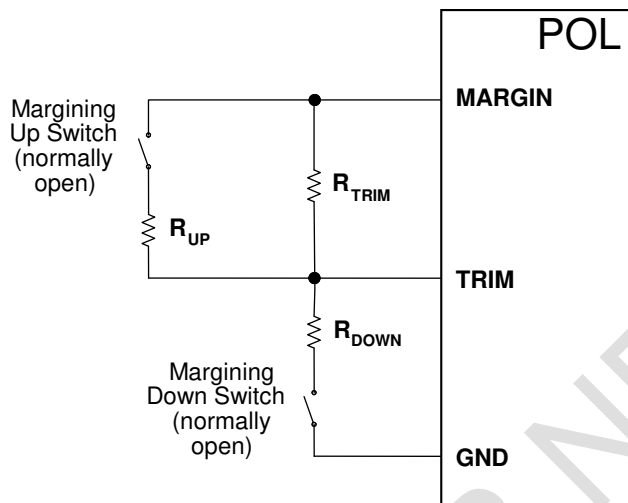 POL
MARGIN
Margining
Up Switch
(normally
open)
R_TRIM
R_UP
TRIM
R_DOWN
Margining
Down Switch
(normally
open)
GND